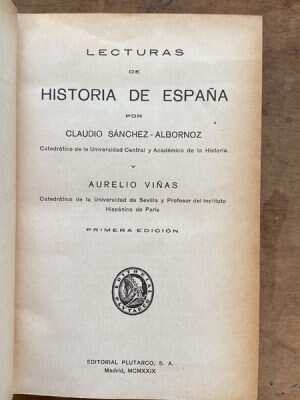 LECTURAS
DE
HISTORIA DE ESPAÑA
POR
CLAUDIO SÁNCHEZ-ALBORNOZ
Catedrático de la Universidad Central y Académico de la Historia
Y
AURELIO VIÑAS
Catedrático de la Universidad de Sevilla y Profesor del Instituto
Hispánico de París
PRIMERA EDICIÓN
EDITORIAL
PLUTARCO
EDITORIAL PLUTARCO, S. A.
Madrid, MCMXXIX